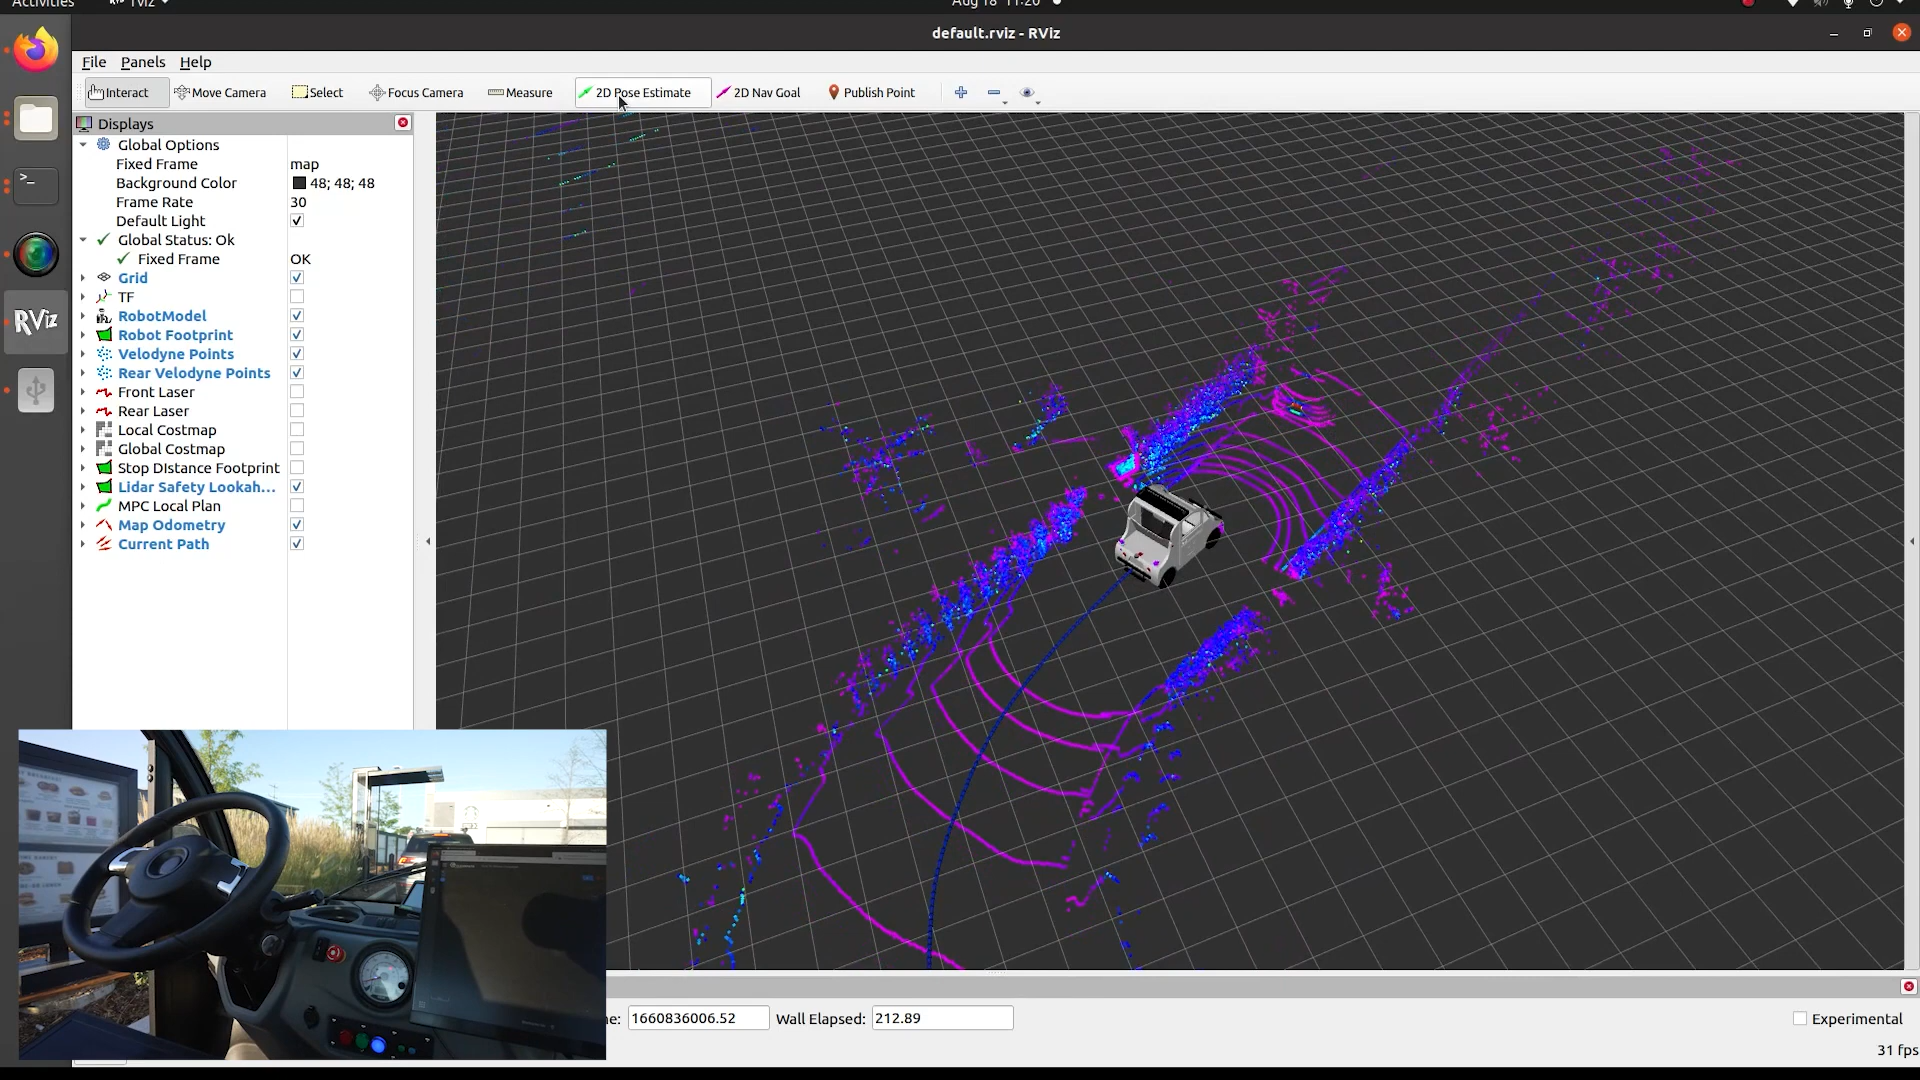 Activities
Aug 18 11:20
default.rviz - RViz
File Panels Help
Interact Move Camera Select Focus Camera Measure 2D Pose Estimate 2D Nav Goal Publish Point
Displays
Global Options
Fixed Frame map
Background Color 48; 48; 48
Frame Rate 30
Default Light
Global Status: Ok
Fixed Frame OK
Grid
TF
RobotModel
Robot Footprint
Velodyne Points
Rear Velodyne Points
Front Laser
Rear Laser
Local Costmap
Global Costmap
Stop DIstance Footprint
Lidar Safety Lookah...
MPC Local Plan
Map Odometry
Current Path
RViz
1660836006.52 Wall Elapsed: 212.89
Experimental
31 fps